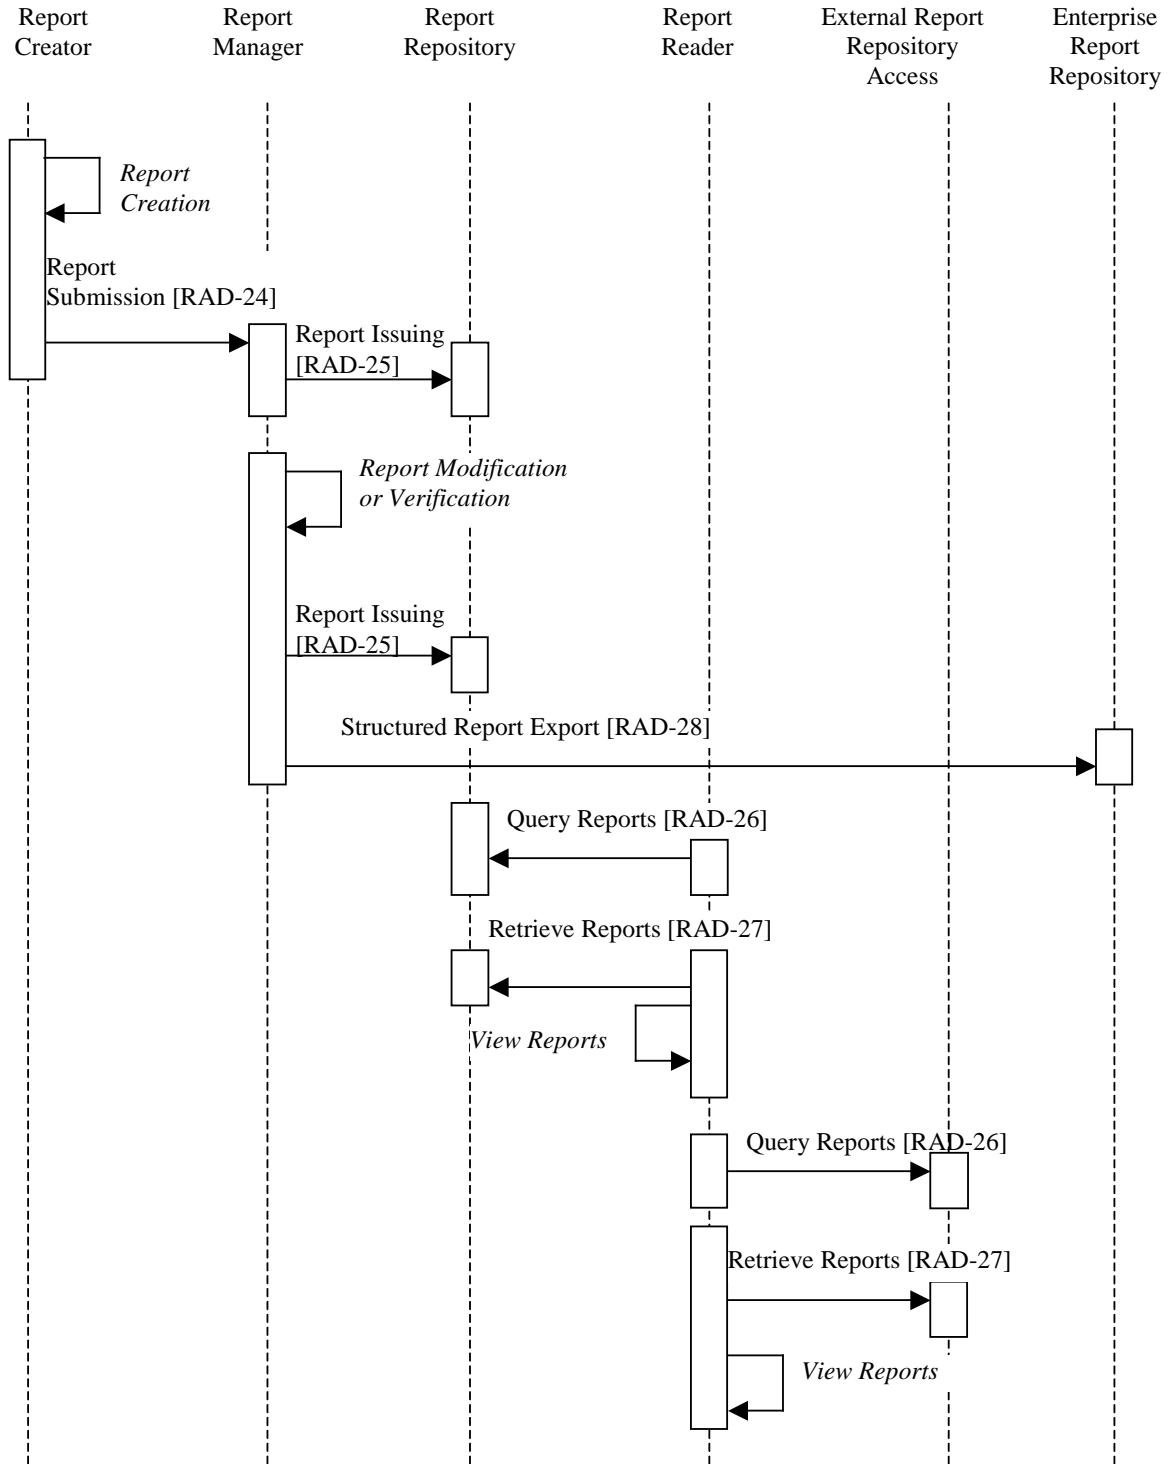 Report
Creator
Report
Manager
Report
Repository
Report
Reader
External Report
Repository
Access
Enterprise
Report
Repository
Report
Creation
Report
Submission [RAD-24]
Report Issuing
[RAD-25]
Report Modification
or Verification
Report Issuing
[RAD-25]
Structured Report Export [RAD-28]
Query Reports [RAD-26]
Retrieve Reports [RAD-27]
View Reports
Query Reports [RAD-26]
Retrieve Reports [RAD-27]
View Reports